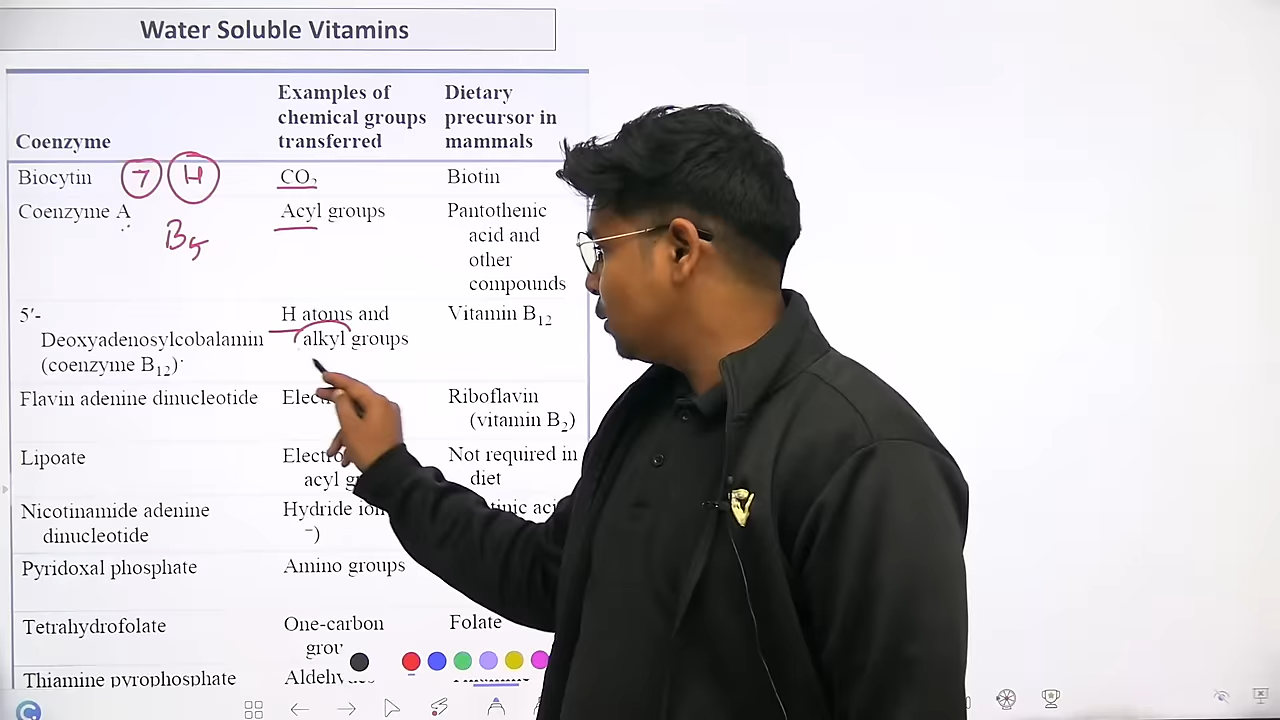 Water Soluble Vitamins
Coenzyme
Examples of
chemical groups
transferred
Dietary
precursor in
mammals
Biocytin
7 H
CO₂
Biotin
Coenzyme A
B5
Acyl groups
Pantothenic
acid and
other
compounds
5′-
Deoxyadenosylcobalamin
(coenzyme B₁₂)
H atoms and
alkyl groups
Vitamin B₁₂
Flavin adenine dinucleotide
Riboflavin
(vitamin B₂)
Lipoate
acyl
Not required in
diet
Nicotinamide adenine
dinucleotide
Hydride
⁻)
Pyridoxal phosphate
Amino groups
Tetrahydrofolate
One-carbon
Folate
Thiamine pyrophosphate